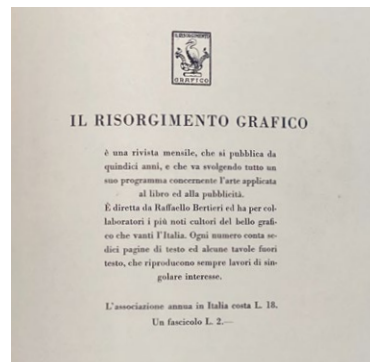 IL RISORGIMENTO
GRAFICO
IL RISORGIMENTO GRAFICO
è una rivista mensile, che si pubblica da
quindici anni, e che va svolgendo tutto un
suo programma concernente l'arte applicata
al libro ed alla pubblicità.
È diretta da Raffaello Bertieri ed ha per col-
laboratori i più noti cultori del bello grafi-
co che vanti l'Italia. Ogni numero conta se-
dici pagine di testo ed alcune tavole fuori
testo, che riproducono sempre lavori di sin-
golare interesse.
L'associazione annua in Italia costa L. 18.
Un fascicolo L. 2.—